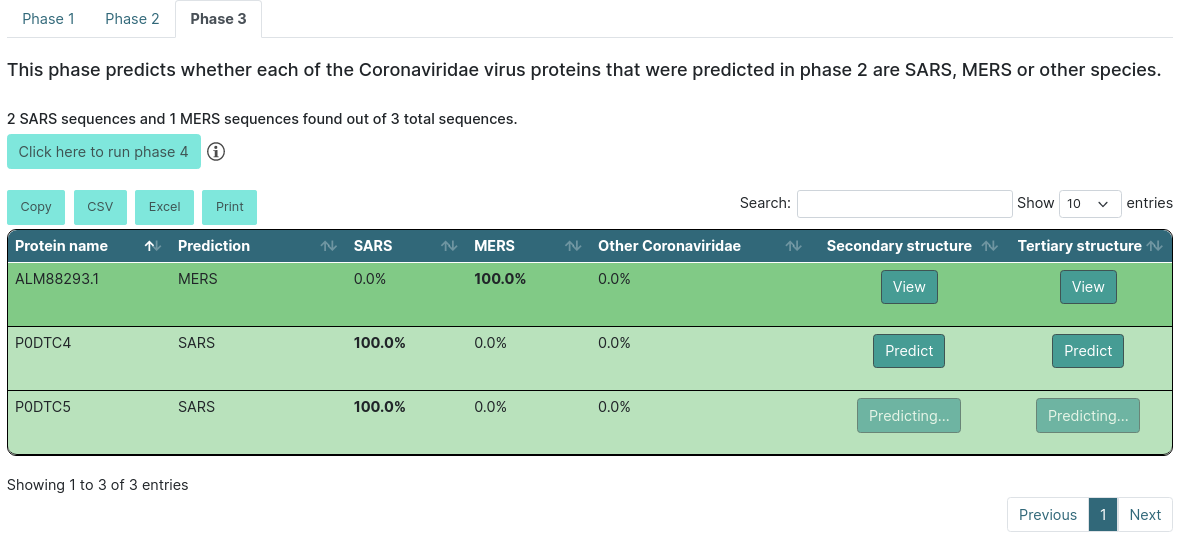 Phase 1 Phase 2 Phase 3
This phase predicts whether each of the Coronaviridae virus proteins that were predicted in phase 2 are SARS, MERS or other species.
2 SARS sequences and 1 MERS sequences found out of 3 total sequences.
Click here to run phase 4
Copy CSV Excel Print Search: Show 10 entries
Protein name Prediction SARS MERS Other Coronaviridae Secondary structure Tertiary structure
ALM88293.1 MERS 0.0% 100.0% 0.0% View View
P0DTC4 SARS 100.0% 0.0% 0.0% Predict Predict
P0DTC5 SARS 100.0% 0.0% 0.0% Predicting... Predicting...
Showing 1 to 3 of 3 entries
Previous 1 Next